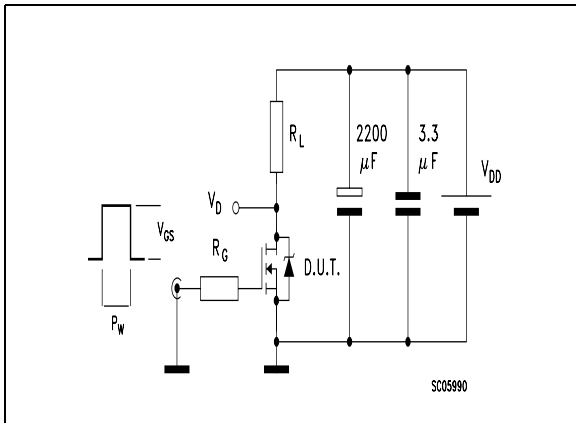 2200 3.3
μF μF
R_L
V_DD
V_D
V_GS
R_G
D.U.T.
P_W
SC05990